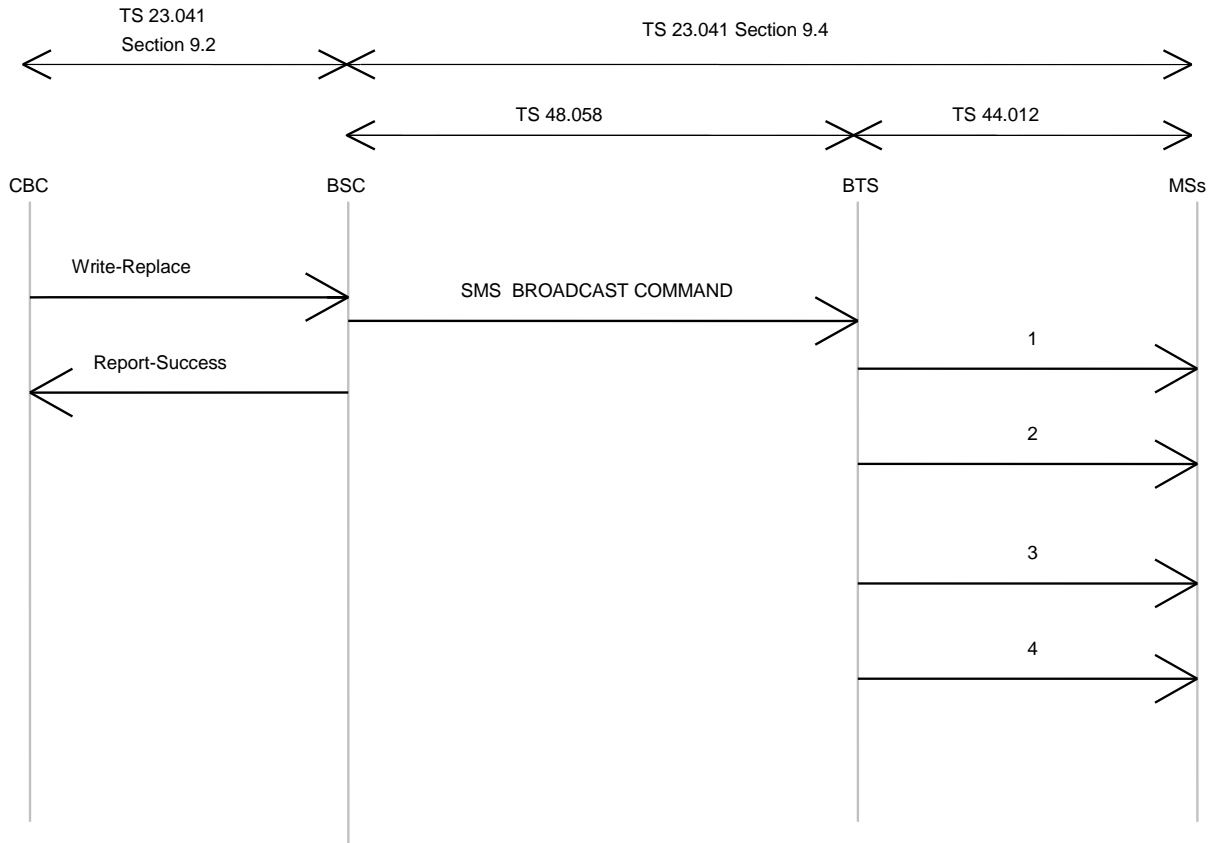 TS 23.041
Section 9.2
TS 23.041 Section 9.4
TS 48.058
TS 44.012
CBC
BSC
BTS
MSs
Write-Replace
SMS BROADCAST COMMAND
1
Report-Success
2
3
4